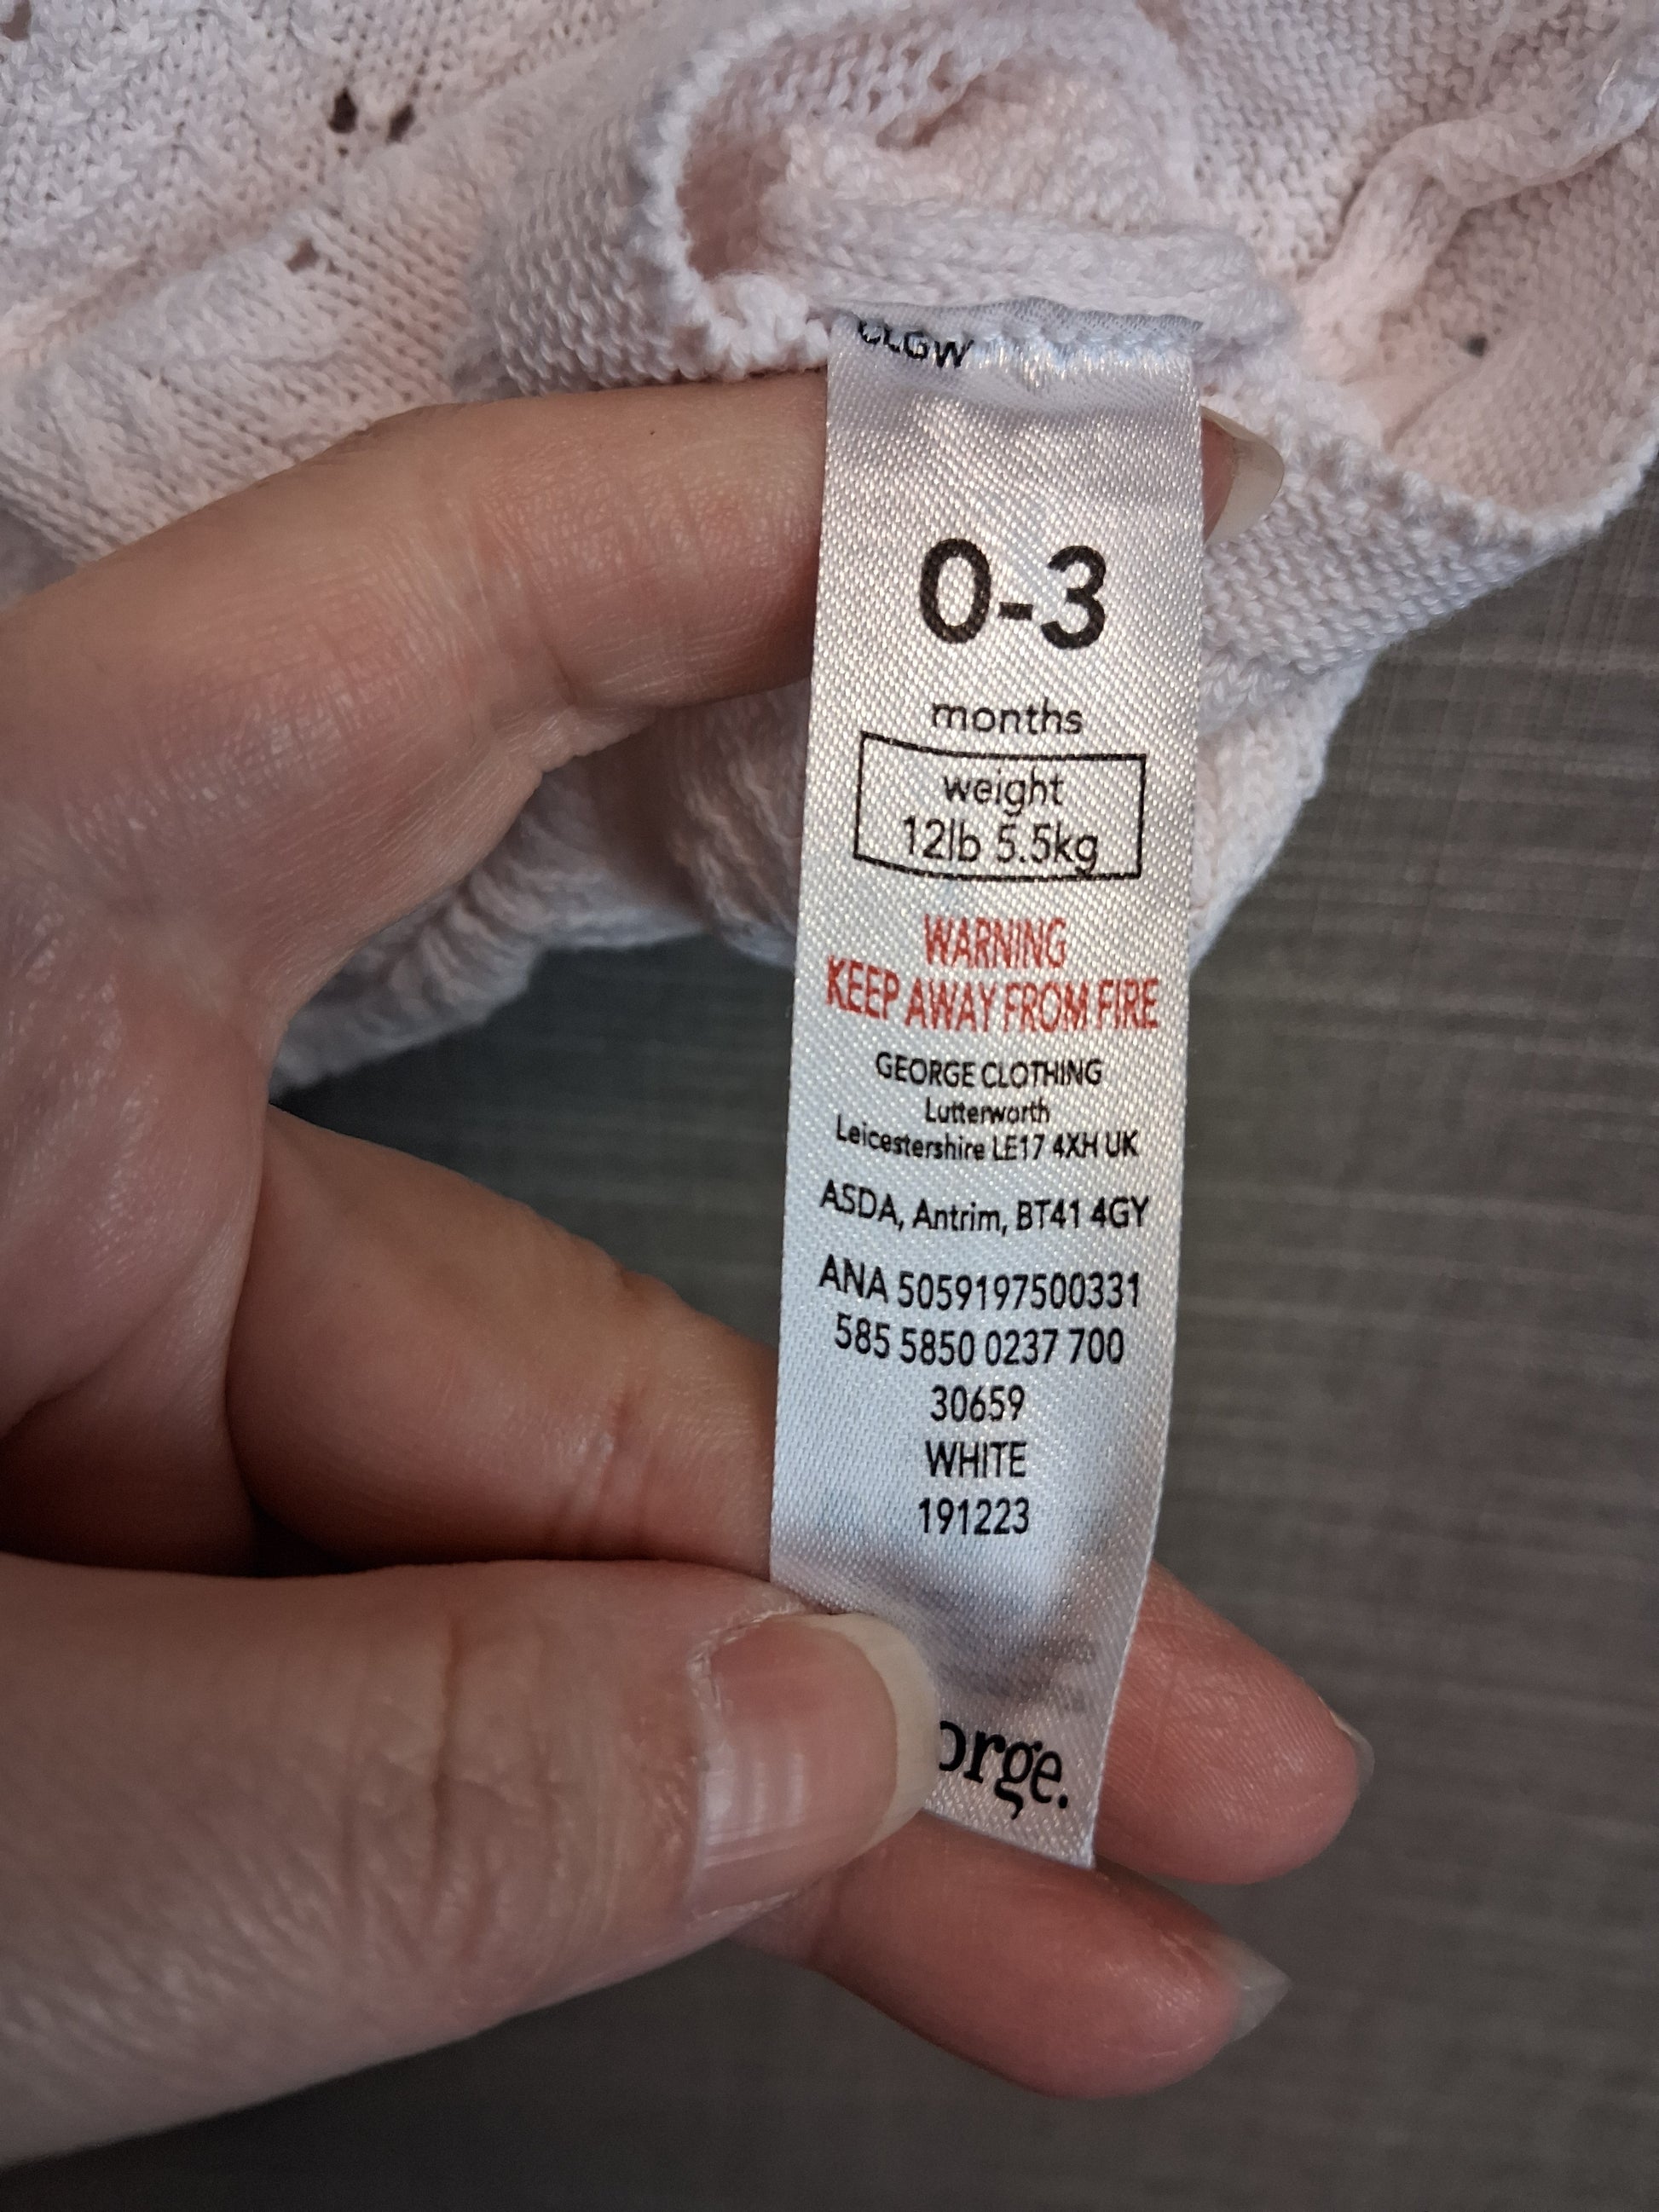 0-3
months
weight
12lb 5.5kg
WARNING
KEEP AWAY FROM FIRE
GEORGE CLOTHING
Lutterworth
Leicestershire LE17 4XH UK
ASDA, Antrim, BT41 4GY
ANA 5059197500331
585 5850 0237 700
30659
WHITE
191223
orge.